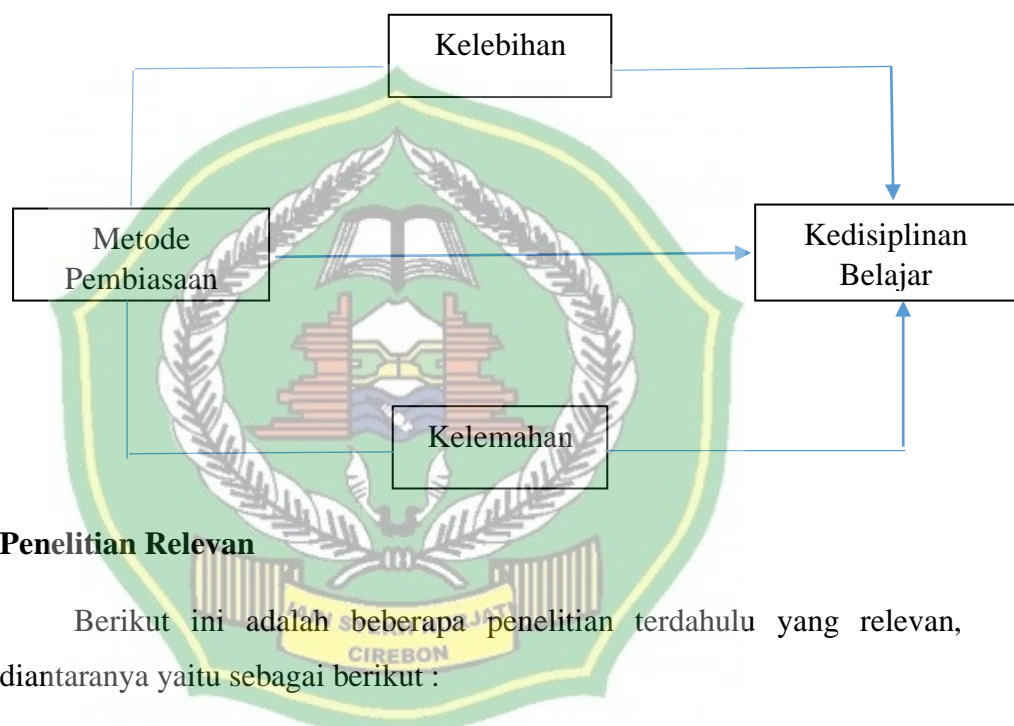 Kelebihan
Metode
Pembiasaan
Kedisiplinan
Belajar
Kelemahan
Penelitian Relevan
Berikut ini adalah beberapa penelitian terdahulu yang relevan,
diantaranya yaitu sebagai berikut :
CIREBON